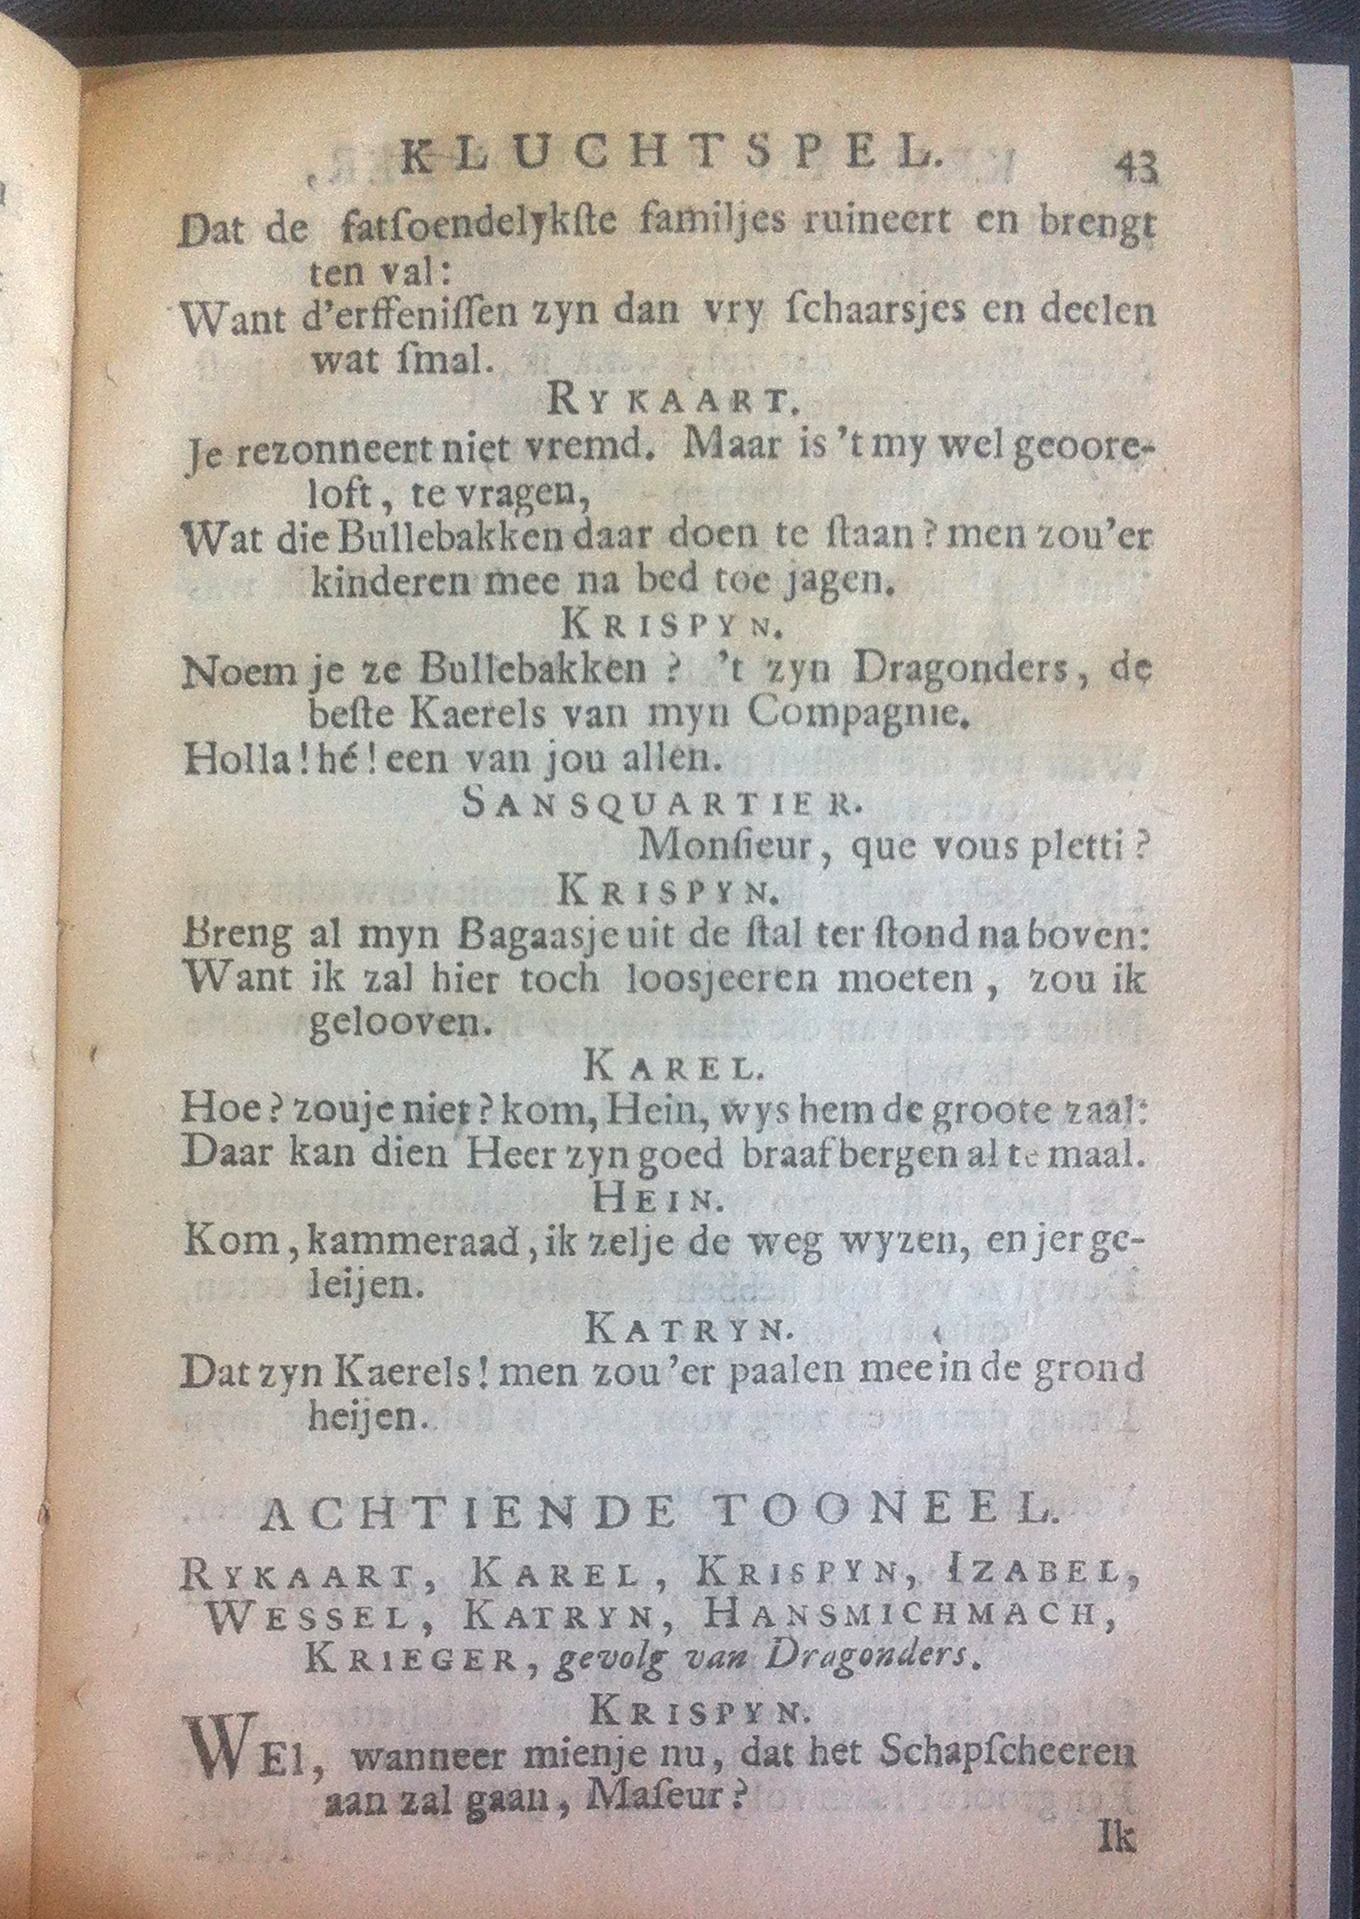 KLUCHTSPEL. 43
Dat de fatſoendelykſte familjes ruineert en brengt
ten val:
Want d'erffeniſſen zyn dan vry ſchaarsjes en deelen
wat ſmal.
RYKAART.
Je rezonneert niet vremd. Maar is 't my wel geoore-
loft, te vragen,
Wat die Bullebakken daar doen te ſtaan? men zou'er
kinderen mee na bed toe jagen.
KRISPYN.
Noem je ze Bullebakken? 't zyn Dragonders, de
beſte Kaerels van myn Compagnie.
Holla! hé! een van jou allen.
SANSQUARTIER.
Monſieur, que vous pletti?
KRISPYN.
Breng al myn Bagaasje uit de ſtal ter ſtond na boven:
Want ik zal hier toch loosjeeren moeten, zou ik
gelooven.
KAREL.
Hoe? zouje niet? kom, Hein, wys hem de groote zaal:
Daar kan dien Heer zyn goed braaf bergen al te maal.
HEIN.
Kom, kammeraad, ik zelje de weg wyzen, en jer ge-
leijen.
KATRYN.
Dat zyn Kaerels! men zou'er paalen mee in de grond
heijen.
ACHTIENDE TOONEEL.
RYKAART, KAREL, KRISPYN, IZABEL,
WESSEL, KATRYN, HANSMICHMACH,
KRIEGER, gevolg van Dragonders.
KRISPYN.
WEI, wanneer mienje nu, dat het Schapſcheeren
aan zal gaan, Maſeur?
Ik